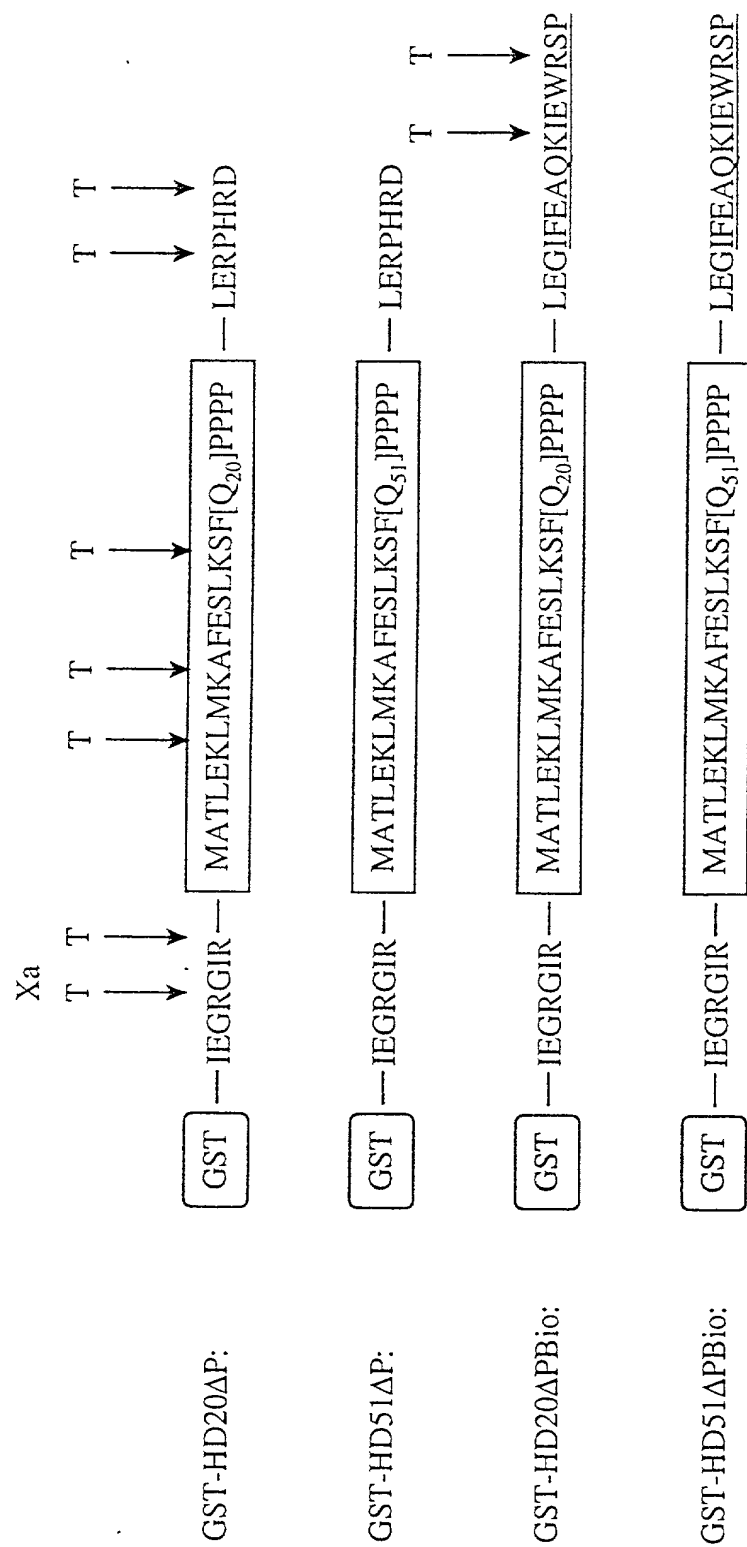 Xa
T T T T T T T
GST-HD20ΔP: GST — IEGRGIR — MATLEKLMKAFESLKSF[Q₂₀]PPPP — LERPHRD
GST-HD51ΔP: GST — IEGRGIR — MATLEKLMKAFESLKSF[Q₅₁]PPPP — LERPHRD
T T
GST-HD20ΔPBio: GST — IEGRGIR — MATLEKLMKAFESLKSF[Q₂₀]PPPP — LEGIFEAQKIEWRSP
GST-HD51ΔPBio: GST — IEGRGIR — MATLEKLMKAFESLKSF[Q₅₁]PPPP — LEGIFEAQKIEWRSP